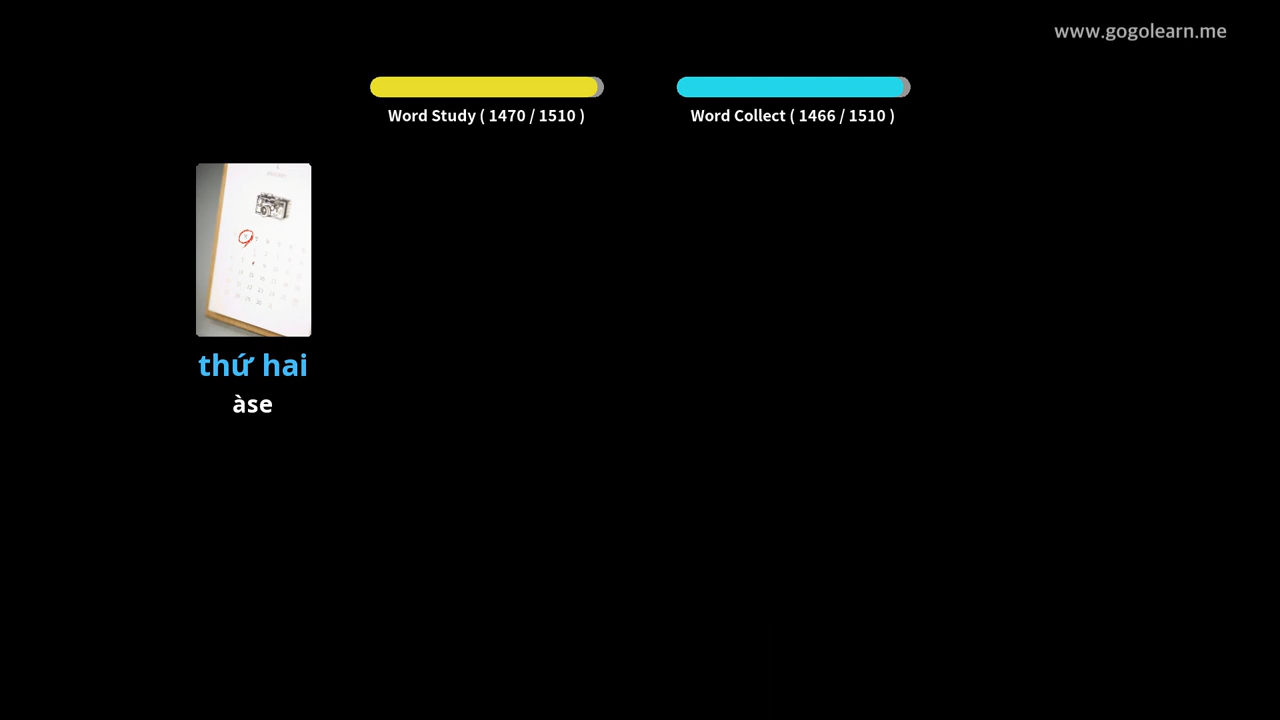 www.gogolearn.me
Word Study ( 1470 / 1510 )
Word Collect ( 1466 / 1510 )
thứ hai
àse